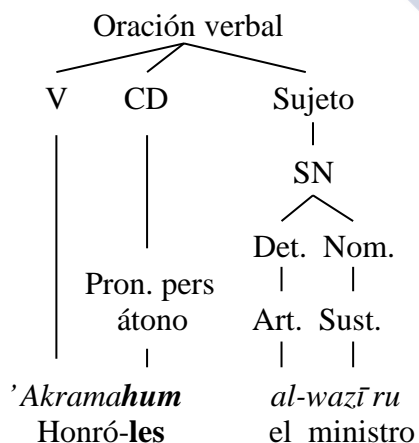 Oración verbal
V CD Sujeto
SN
Det. Nom.
Pron. pers
átono Art. Sust.
’Akramahum al-wazīru
Honró-les el ministro